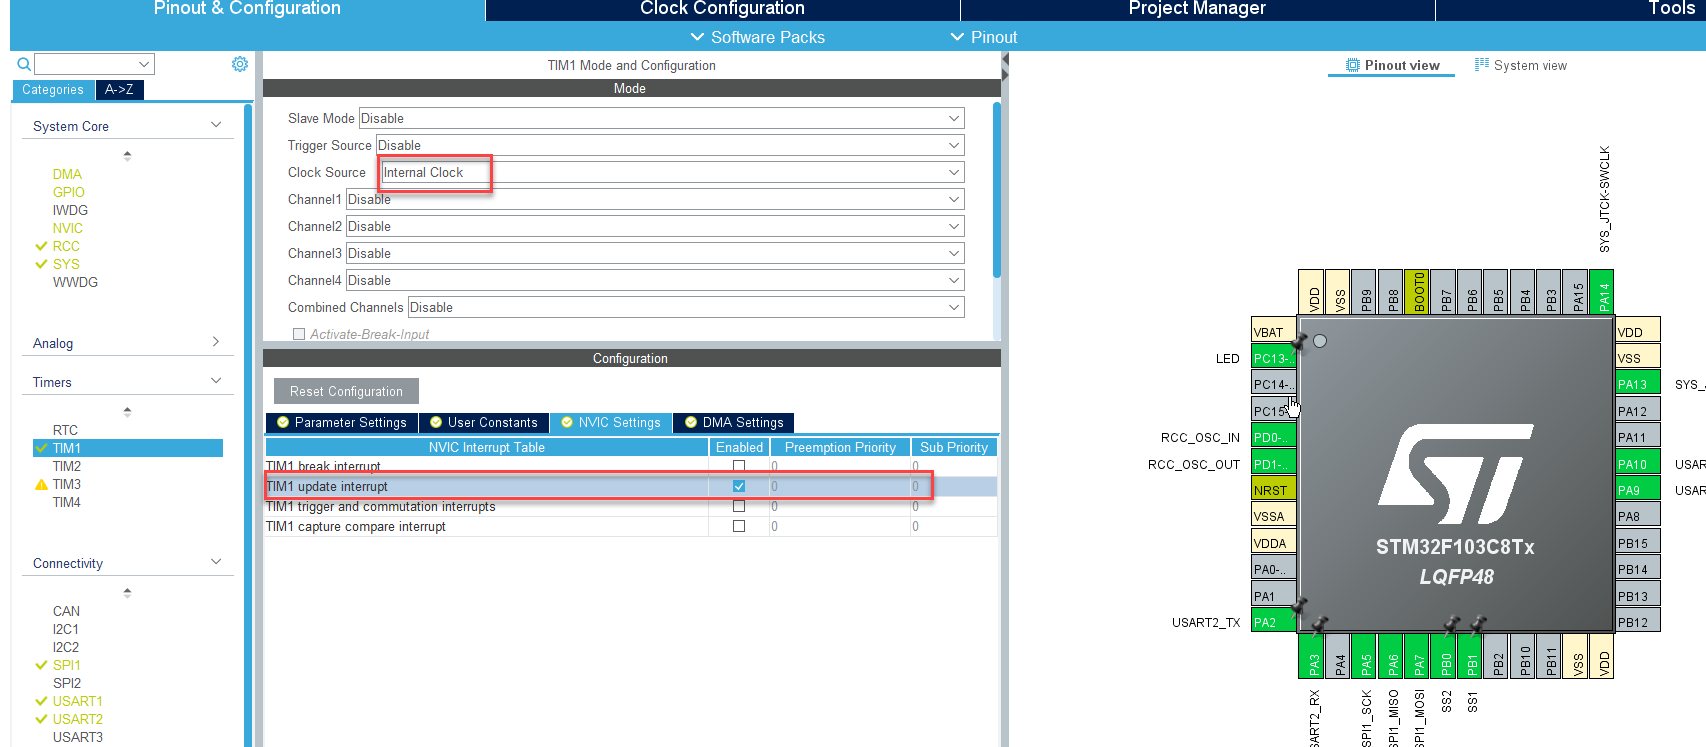 Pinout & Configuration
Clock Configuration
Project Manager
Tools
Software Packs
Pinout
Categories
A->Z
System Core
DMA
GPIO
IWDG
NVIC
RCC
SYS
WWDG
Analog
Timers
RTC
TIM1
TIM2
TIM3
TIM4
Connectivity
CAN
I2C1
I2C2
SPI1
SPI2
USART1
USART2
USART3
TIM1 Mode and Configuration
Mode
Slave Mode Disable
Trigger Source Disable
Clock Source Internal Clock
Channel1 Disable
Channel2 Disable
Channel3 Disable
Channel4 Disable
Combined Channels Disable
Activate-Break-Input
Configuration
Reset Configuration
Parameter Settings
User Constants
NVIC Settings
DMA Settings
NVIC Interrupt Table Enabled Preemption Priority Sub Priority
TIM1 break interrupt 0 0
TIM1 update interrupt 0 0
TIM1 trigger and commutation interrupts 0 0
TIM1 capture compare interrupt 0 0
Pinout view
System view
SYS_JTCK-SWCLK
VDD
VSS
PB9
PB8
BOOT0
PB7
PB6
PB5
PB4
PB3
PA15
PA14
VBAT
LED PC13-..
PC14-..
PC15-
RCC_OSC_IN PD0-..
RCC_OSC_OUT PD1-..
NRST
VSSA
VDDA
PA0-..
PA1
USART2_TX PA2
VDD
VSS
PA13 SYS_
PA12
PA11
PA10 USAR
PA9 USAR
PA8
PB15
PB14
PB13
PB12
ST
STM32F103C8Tx
LQFP48
PA3
PA4
PA5
PA6
PA7
PB0
PB1
PB2
PB10
PB11
VSS
VDD
SART2_RX
SPI1_SCK
SPI1_MISO
SPI1_MOSI
SS2
SS1